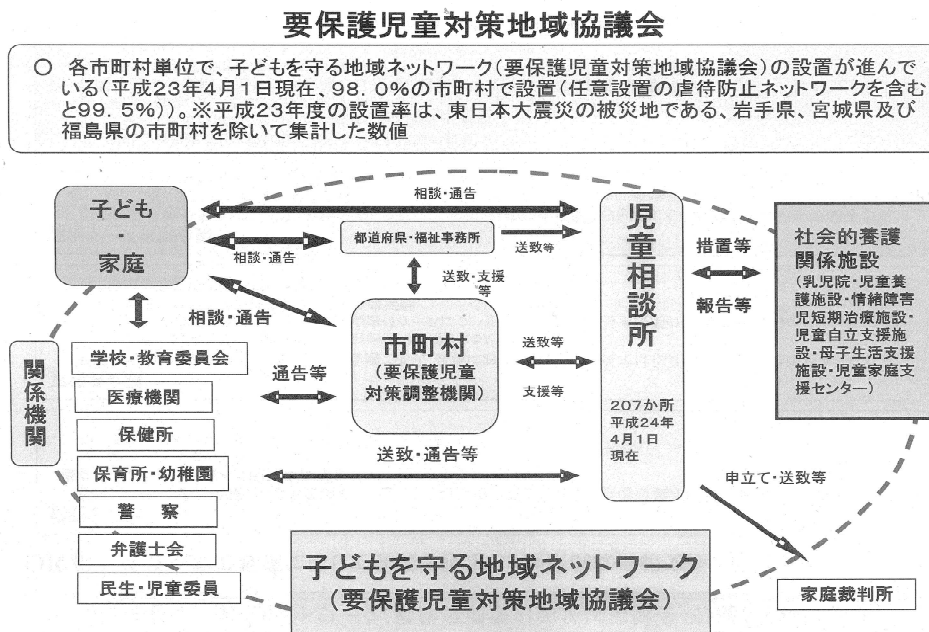 要保護児童対策地域協議会
○ 各市町村単位で、子どもを守る地域ネットワーク(要保護児童対策地域協議会)の設置が進んで
いる(平成23年4月1日現在、98．0%の市町村で設置(任意設置の虐待防止ネットワークを含む
と99．5%))。※平成23年度の設置率は、東日本大震災の被災地である、岩手県、宮城県及び
福島県の市町村を除いて集計した数値
子ども
・
家庭
相談・通告
相談・通告
都道府県・福祉事務所
送致等
相談・通告
送致・支援
等
市町村
(要保護児童
対策調整機関)
送致等
支援等
児童相談所
207か所
平成24年
4月1日
現在
措置等
報告等
社会的養護
関係施設
(乳児院・児童養
護施設・情緒障害
児短期治療施設・
児童自立支援施
設・母子生活支援
施設・児童家庭支
援センター)
関係機関
学校・教育委員会
医療機関
保健所
保育所・幼稚園
警　察
弁護士会
民生・児童委員
通告等
送致・通告等
申立て・送致等
家庭裁判所
子どもを守る地域ネットワーク
(要保護児童対策地域協議会)